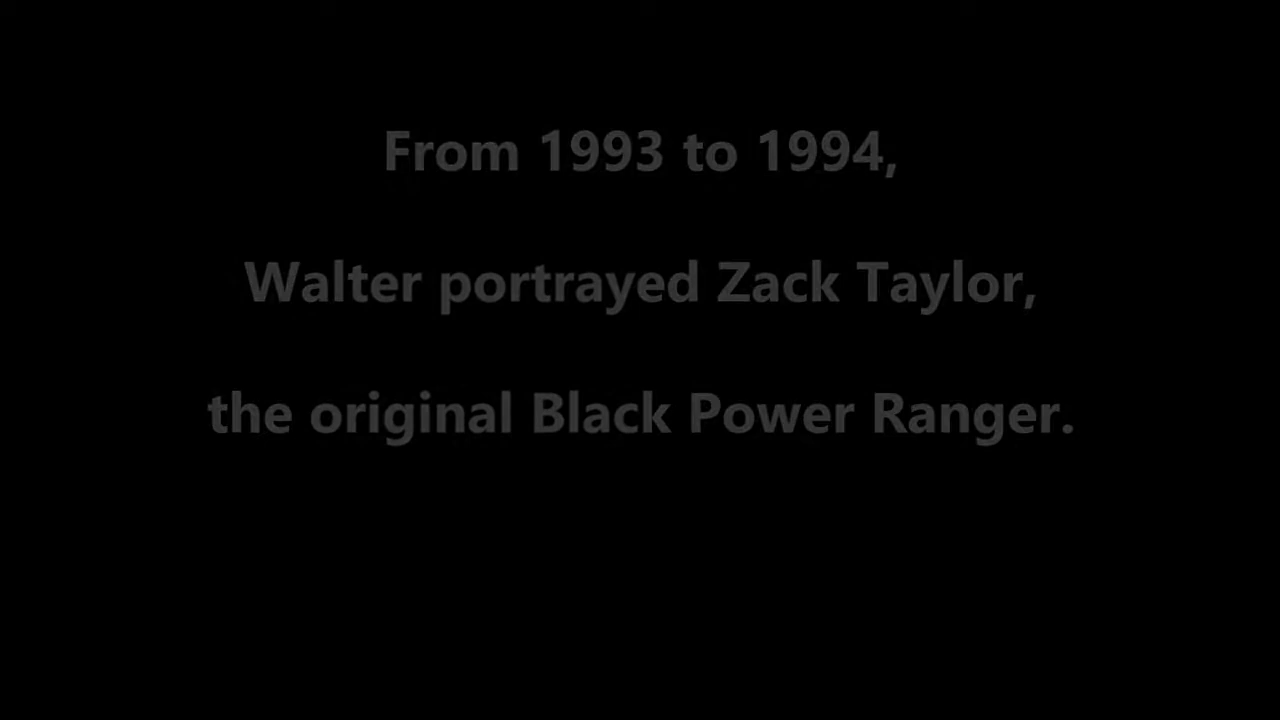 From 1993 to 1994,
Walter portrayed Zack Taylor,
the original Black Power Ranger.